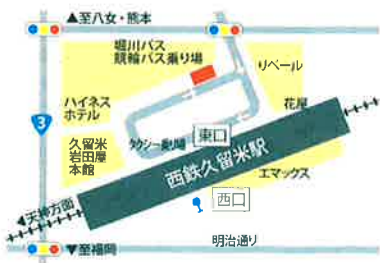 ▲至八女・熊本
堀川バス
競輪バス乗り場
リベール
ハイネス
ホテル
花屋
3
タクシー乗場
東口
久留米
岩田屋
本館
西鉄久留米駅
エマックス
西口
◀天神方面
明治通り
▼至福岡